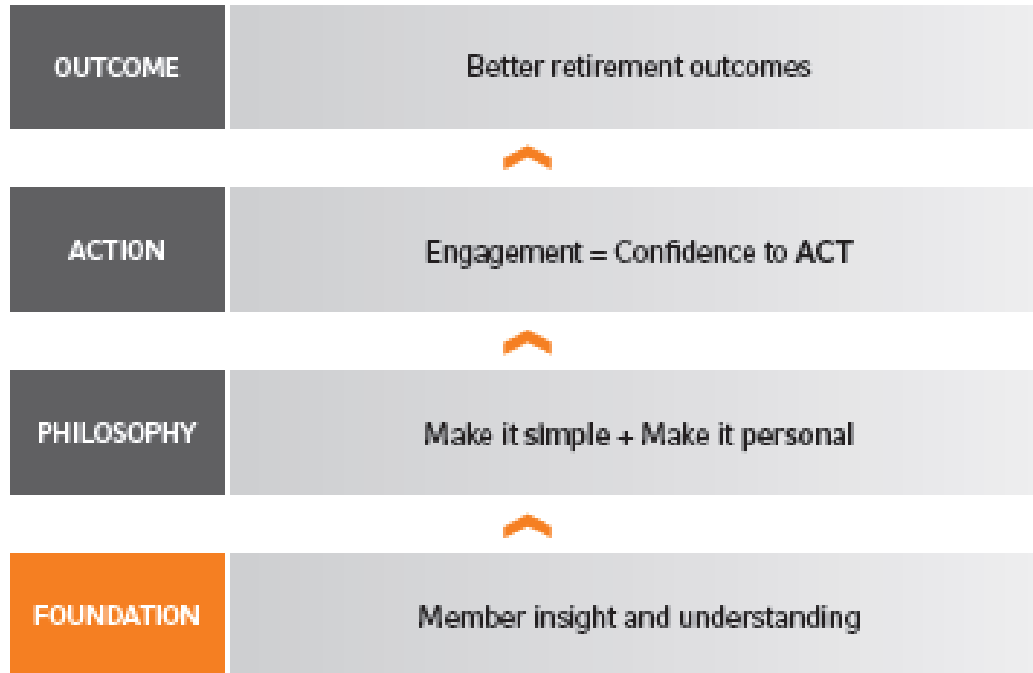 OUTCOME
Better retirement outcomes
ACTION
Engagement = Confidence to ACT
PHILOSOPHY
Make it simple + Make it personal
FOUNDATION
Member insight and understanding